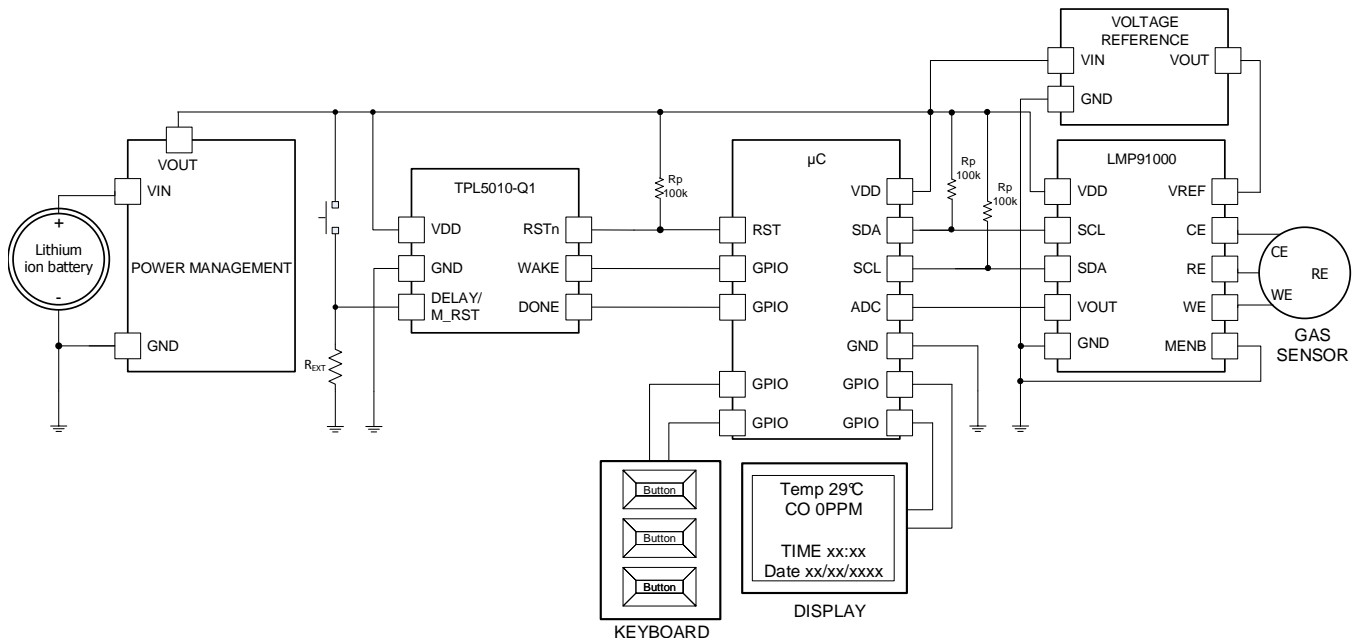 VOLTAGE
REFERENCE
VIN
VOUT
GND
VOUT
VIN
+
Lithium
ion battery
-
POWER MANAGEMENT
GND
REXT
TPL5010-Q1
VDD
RSTn
GND
WAKE
DELAY/
M_RST
DONE
Rp
100k
µC
VDD
RST
SDA
GPIO
SCL
GPIO
ADC
GND
GPIO
GPIO
GPIO
GPIO
Rp
100k
Rp
100k
LMP91000
VDD
VREF
SCL
CE
SDA
RE
VOUT
WE
GND
MENB
CE
RE
WE
GAS
SENSOR
Button
Button
Button
KEYBOARD
Temp 29°C
CO 0PPM
TIME xx:xx
Date xx/xx/xxxx
DISPLAY